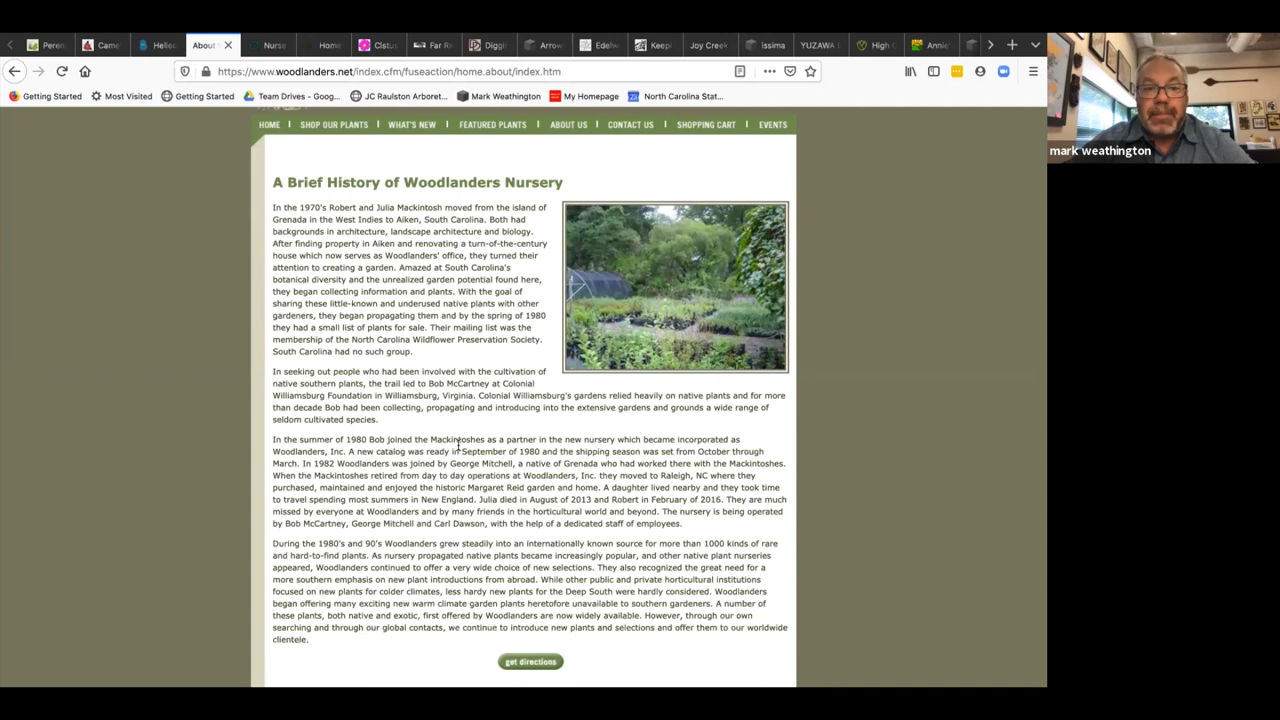 Peren
Came
Helleo
About
Nurse
Home
Cistus
Far R
Diggi
Arrow
Edelw
Keepi
Joy Creek
Issima
YUZAWA
High C
Annie
https://www.woodlanders.net/index.cfm/fuseaction/home.about/index.htm
Getting Started
Most Visited
Getting Started
Team Drives - Goog...
JC Raulston Arboret...
Mark Weathington
My Homepage
23 North Carolina Stat...
HOME
SHOP OUR PLANTS
WHAT'S NEW
FEATURED PLANTS
ABOUT US
CONTACT US
SHOPPING CART
EVENTS
A Brief History of Woodlanders Nursery
In the 1970's Robert and Julia Mackintosh moved from the island of
Grenada in the West Indies to Aiken, South Carolina. Both had
backgrounds in architecture, landscape architecture and biology.
After finding property in Aiken and renovating a turn-of-the-century
house which now serves as Woodlanders' office, they turned their
attention to creating a garden. Amazed at South Carolina's
botanical diversity and the unrealized garden potential found here,
they began collecting information and plants. With the goal of
sharing these little-known and underused native plants with other
gardeners, they began propagating them and by the spring of 1980
they had a small list of plants for sale. Their mailing list was the
membership of the North Carolina Wildflower Preservation Society.
South Carolina had no such group.
In seeking out people who had been involved with the cultivation of
native southern plants, the trail led to Bob McCartney at Colonial
Williamsburg Foundation in Williamsburg, Virginia. Colonial Williamsburg's gardens relied heavily on native plants and for more
than decade Bob had been collecting, propagating and introducing into the extensive gardens and grounds a wide range of
seldom cultivated species.
In the summer of 1980 Bob joined the Mackintoshes as a partner in the new nursery which became incorporated as
Woodlanders, Inc. A new catalog was ready in September of 1980 and the shipping season was set from October through
March. In 1982 Woodlanders was joined by George Mitchell, a native of Grenada who had worked there with the Mackintoshes.
When the Mackintoshes retired from day to day operations at Woodlanders, Inc. they moved to Raleigh, NC where they
purchased, maintained and enjoyed the historic Margaret Reid garden and home. A daughter lived nearby and they took time
to travel spending most summers in New England. Julia died in August of 2013 and Robert in February of 2016. They are much
missed by everyone at Woodlanders and by many friends in the horticultural world and beyond. The nursery is being operated
by Bob McCartney, George Mitchell and Carl Dawson, with the help of a dedicated staff of employees.
During the 1980's and 90's Woodlanders grew steadily into an internationally known source for more than 1000 kinds of rare
and hard-to-find plants. As nursery propagated native plants became increasingly popular, and other native plant nurseries
appeared, Woodlanders continued to offer a very wide choice of new selections. They also recognized the great need for a
more southern emphasis on new plant introductions from abroad. While other public and private horticultural institutions
focused on new plants for colder climates, less hardy new plants for the Deep South were hardly considered. Woodlanders
began offering many exciting new warm climate garden plants heretofore unavailable to southern gardeners. A number of
these plants, both native and exotic, first offered by Woodlanders are now widely available. However, through our own
searching and through our global contacts, we continue to introduce new plants and selections and offer them to our worldwide
clientele.
get directions
mark weathington